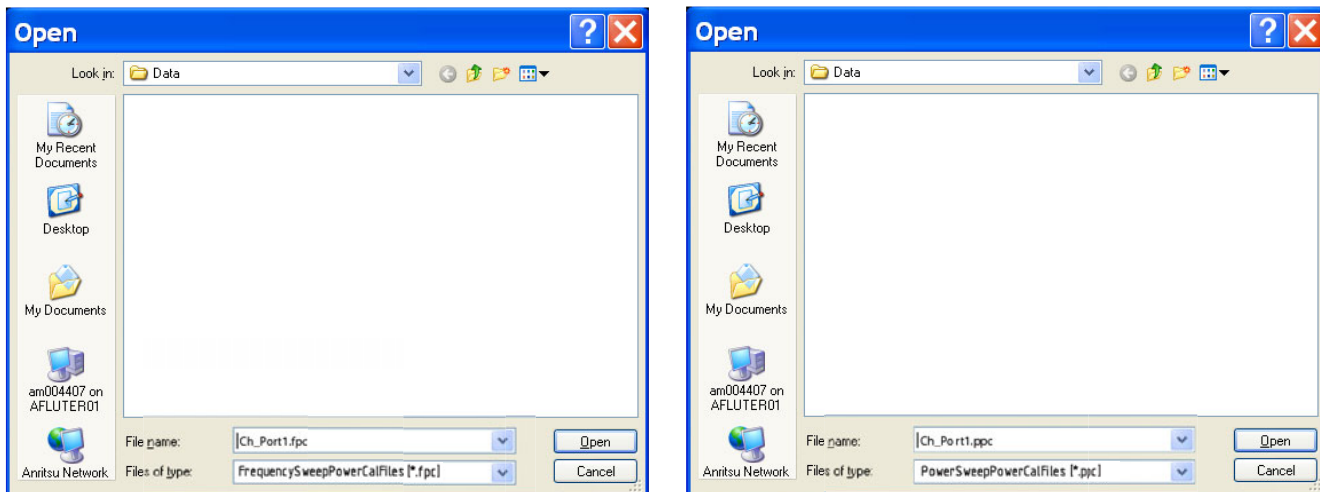 Open
Look in: Data
My Recent
Documents
Desktop
My Documents
am004407 on
AFLUTER01
Anritsu Network
File name: Ch_Port1.fpc Open
Files of type: FrequencySweepPowerCalFiles [*.fpc] Cancel
Open
Look in: Data
My Recent
Documents
Desktop
My Documents
am004407 on
AFLUTER01
Anritsu Network
File name: Ch_Port1.ppc Open
Files of type: PowerSweepPowerCalFiles [*.ppc] Cancel